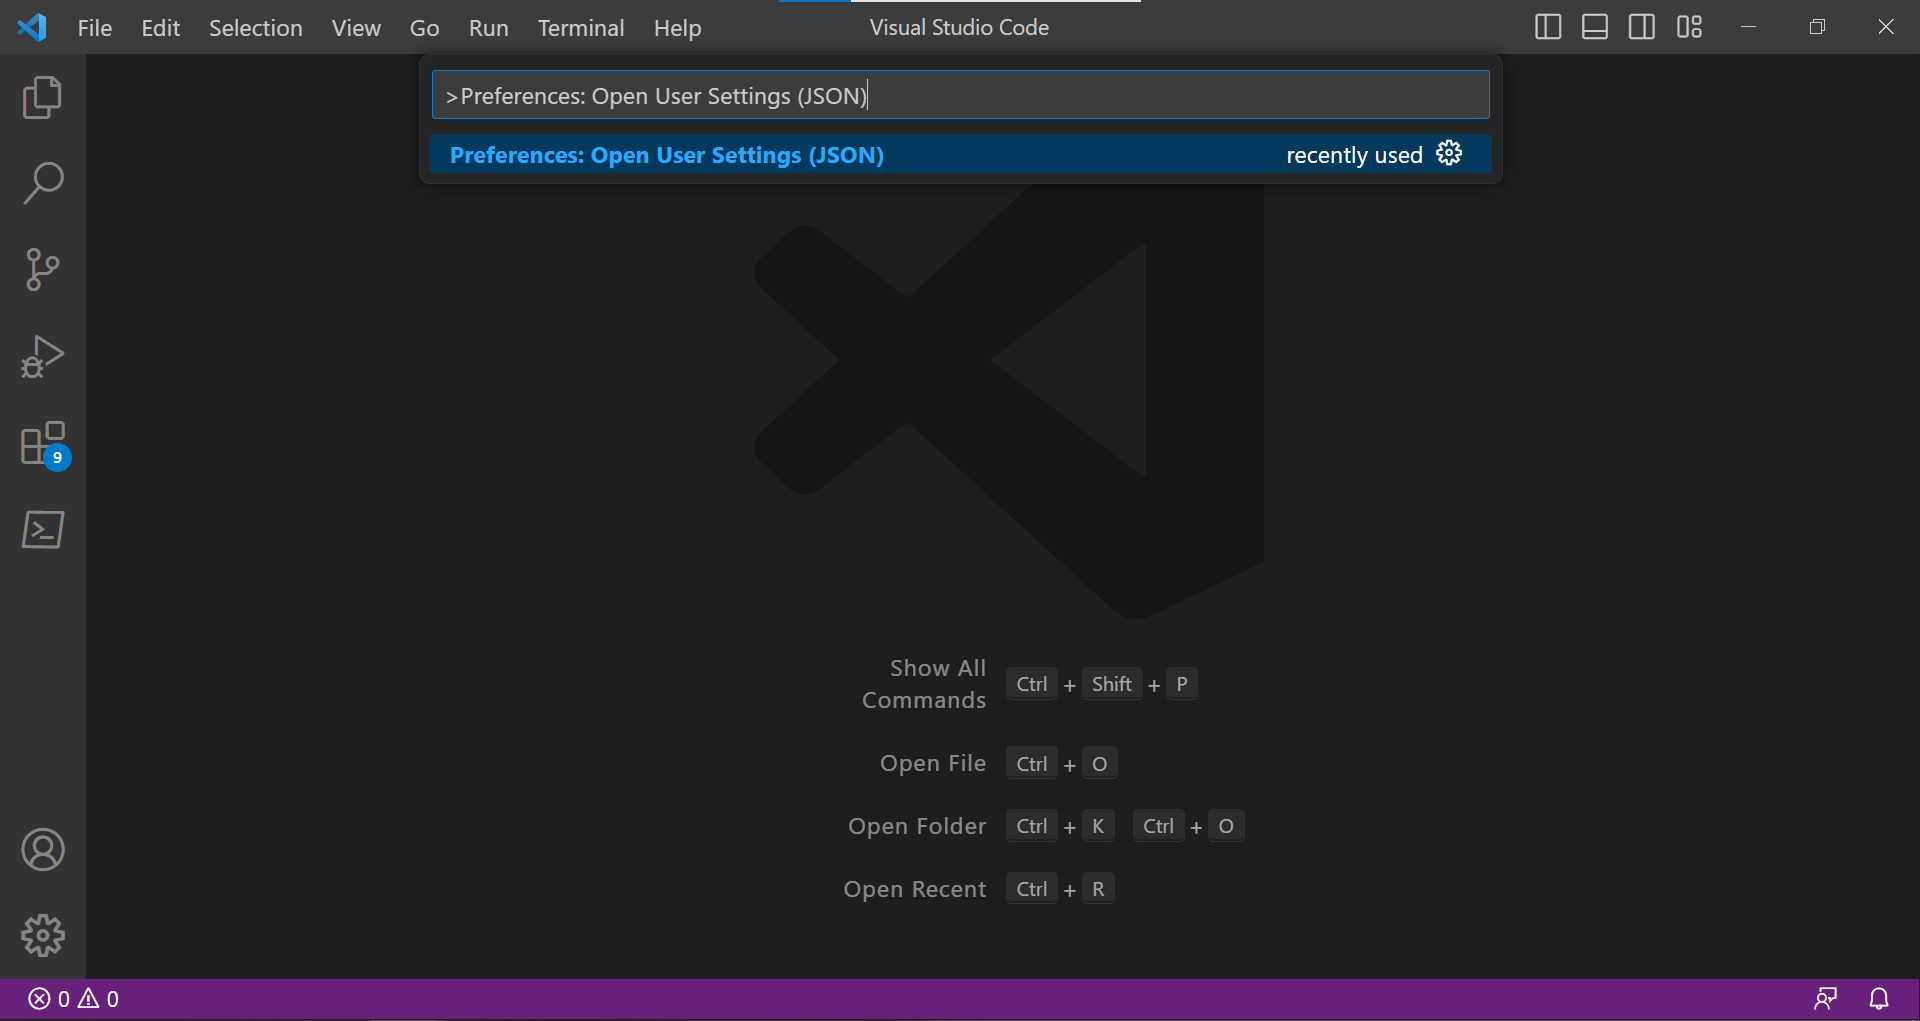 File Edit Selection View Go Run Terminal Help Visual Studio Code
>Preferences: Open User Settings (JSON)
Preferences: Open User Settings (JSON) recently used
9
Show All
Commands Ctrl + Shift + P
Open File Ctrl + O
Open Folder Ctrl + K Ctrl + O
Open Recent Ctrl + R
0 0